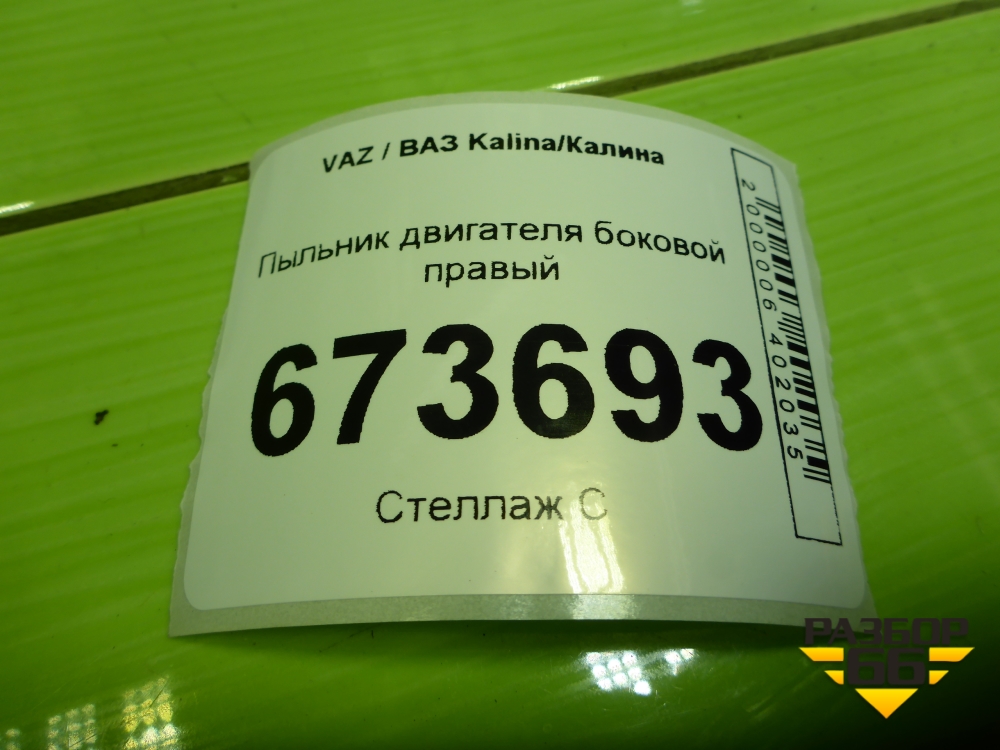 VAZ / ВАЗ Kalina/Калина
Пыльник двигателя боковой
правый
673693
Стеллаж С
2000006402035
РАЗБОР
66